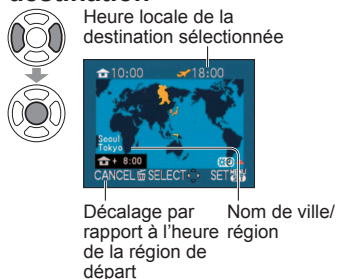 destination
Heure locale de la
destination sélectionnée
10:00 18:00
Seoul
Tokyo
+ 8:00
CANCEL SELECT SET
Décalage par
rapport à l'heure
de la région de
départ
Nom de ville/
région